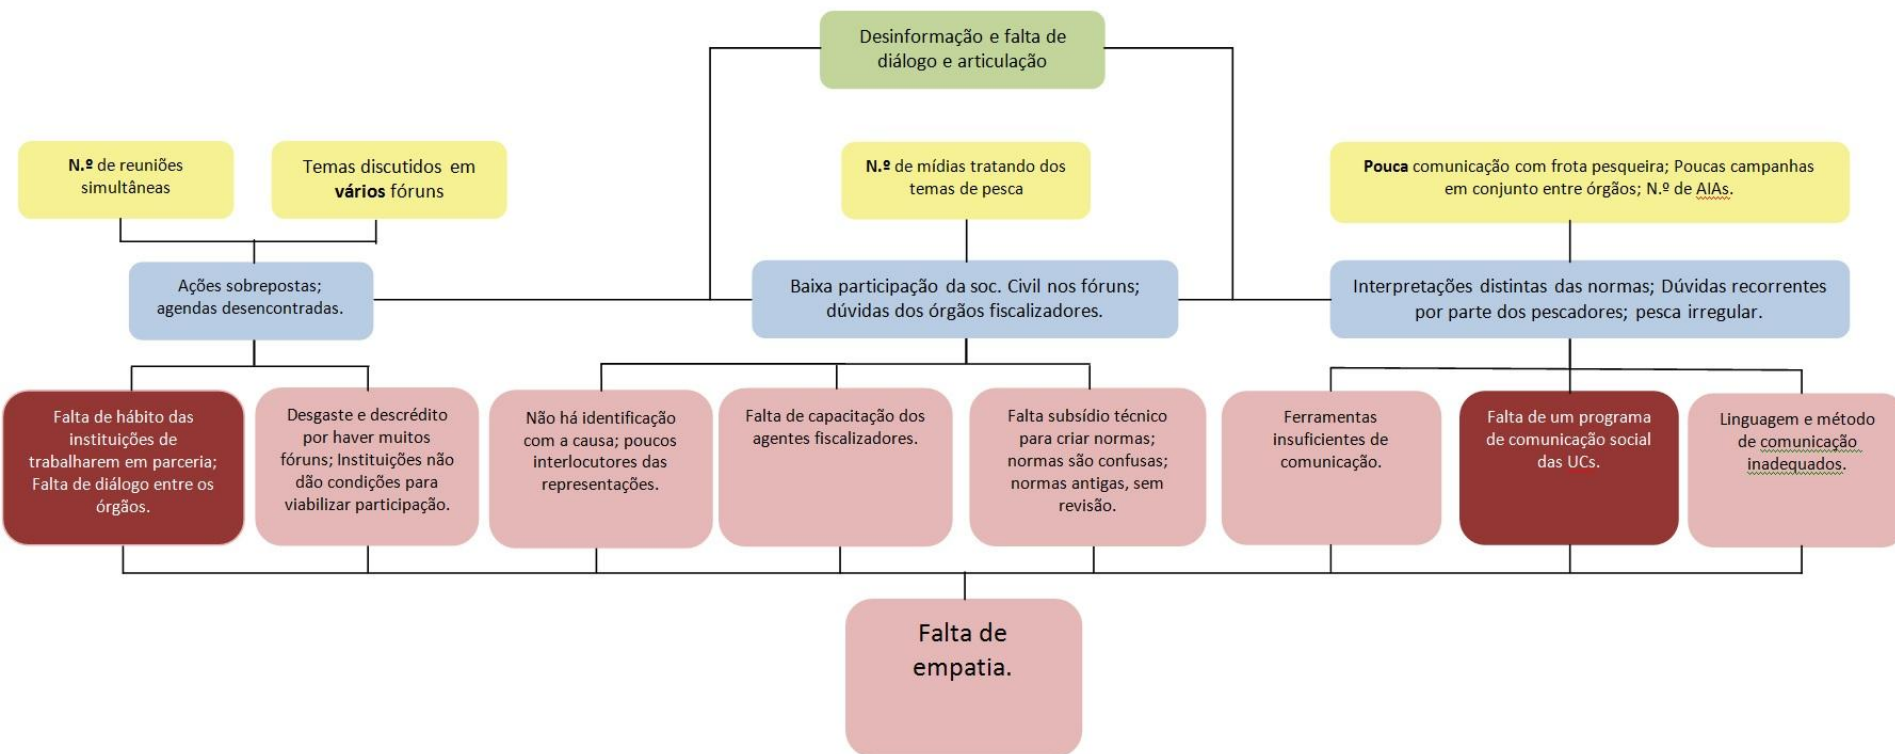 Desinformação e falta de
diálogo e articulação
N.º de reuniões
simultâneas
Temas discutidos em
vários fóruns
N.º de mídias tratando dos
temas de pesca
Pouca comunicação com frota pesqueira; Poucas campanhas
em conjunto entre órgãos; N.º de AIAs.
Ações sobrepostas;
agendas desencontradas.
Baixa participação da soc. Civil nos fóruns;
dúvidas dos órgãos fiscalizadores.
Interpretações distintas das normas; Dúvidas recorrentes
por parte dos pescadores; pesca irregular.
Falta de hábito das
instituições de
trabalharem em parceria;
Falta de diálogo entre os
órgãos.
Desgaste e descrédito
por haver muitos
fóruns; Instituições não
dão condições para
viabilizar participação.
Não há identificação
com a causa; poucos
interlocutores das
representações.
Falta de capacitação dos
agentes fiscalizadores.
Falta subsídio técnico
para criar normas;
normas são confusas;
normas antigas, sem
revisão.
Ferramentas
insuficientes de
comunicação.
Falta de um programa
de comunicação social
das UCs.
Linguagem e método
de comunicação
inadequados.
Falta de
empatia.